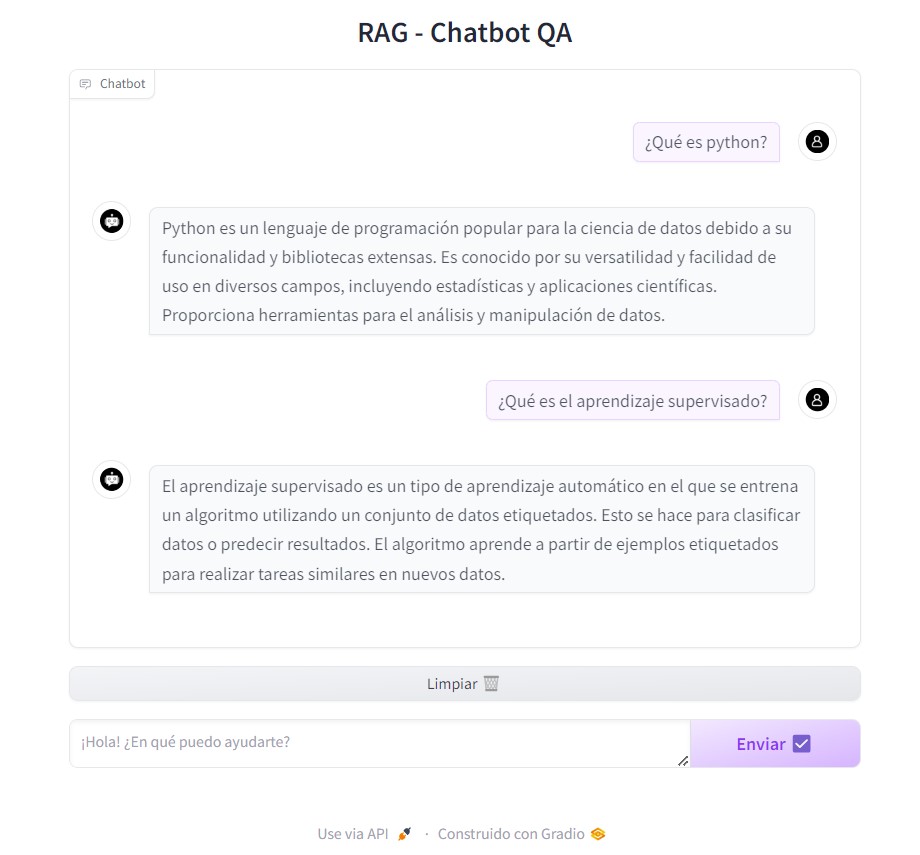 RAG - Chatbot QA
Chatbot
¿Qué es python?
Python es un lenguaje de programación popular para la ciencia de datos debido a su
funcionalidad y bibliotecas extensas. Es conocido por su versatilidad y facilidad de
uso en diversos campos, incluyendo estadísticas y aplicaciones científicas.
Proporciona herramientas para el análisis y manipulación de datos.
¿Qué es el aprendizaje supervisado?
El aprendizaje supervisado es un tipo de aprendizaje automático en el que se entrena
un algoritmo utilizando un conjunto de datos etiquetados. Esto se hace para clasificar
datos o predecir resultados. El algoritmo aprende a partir de ejemplos etiquetados
para realizar tareas similares en nuevos datos.
Limpiar 🗑️
¡Hola! ¿En qué puedo ayudarte?
Enviar ☑️
Use via API 🚀 · Construido con Gradio